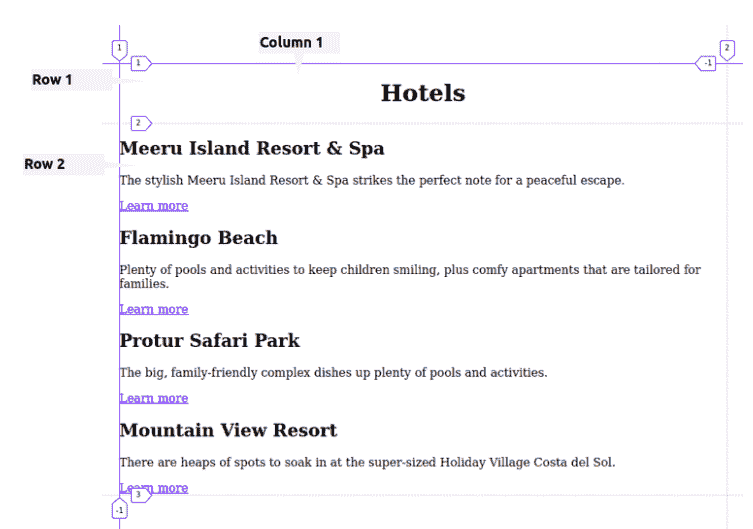 Column 1
1
2
1
-1
Row 1
Hotels
2
Row 2
Meeru Island Resort & Spa
The stylish Meeru Island Resort & Spa strikes the perfect note for a peaceful escape.
Learn more
Flamingo Beach
Plenty of pools and activities to keep children smiling, plus comfy apartments that are tailored for
families.
Learn more
Protur Safari Park
The big, family-friendly complex dishes up plenty of pools and activities.
Learn more
Mountain View Resort
There are heaps of spots to soak in at the super-sized Holiday Village Costa del Sol.
Learn more
3
-1